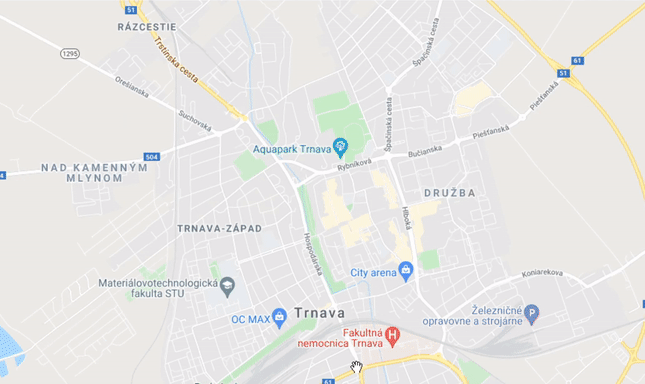 51
RÁZCESTIE
Trstínska cesta
1295
Orešianska
Suchovská
Špačinská cesta
61
51
Piešťanská
Špačinská cesta
Aquapark Trnava
Rybníková
Bučianska
Piešťanská
504
NAD KAMENNÝM
MLYNOM
DRUŽBA
Hlboká
TRNAVA-ZÁPAD
Hospodárska
City arena
Koniarekova
Materiálovotechnologická
fakulta STU
OC MAX
Trnava
Železničné
opravovne a strojárne
Fakultná
nemocnica Trnava
62
61